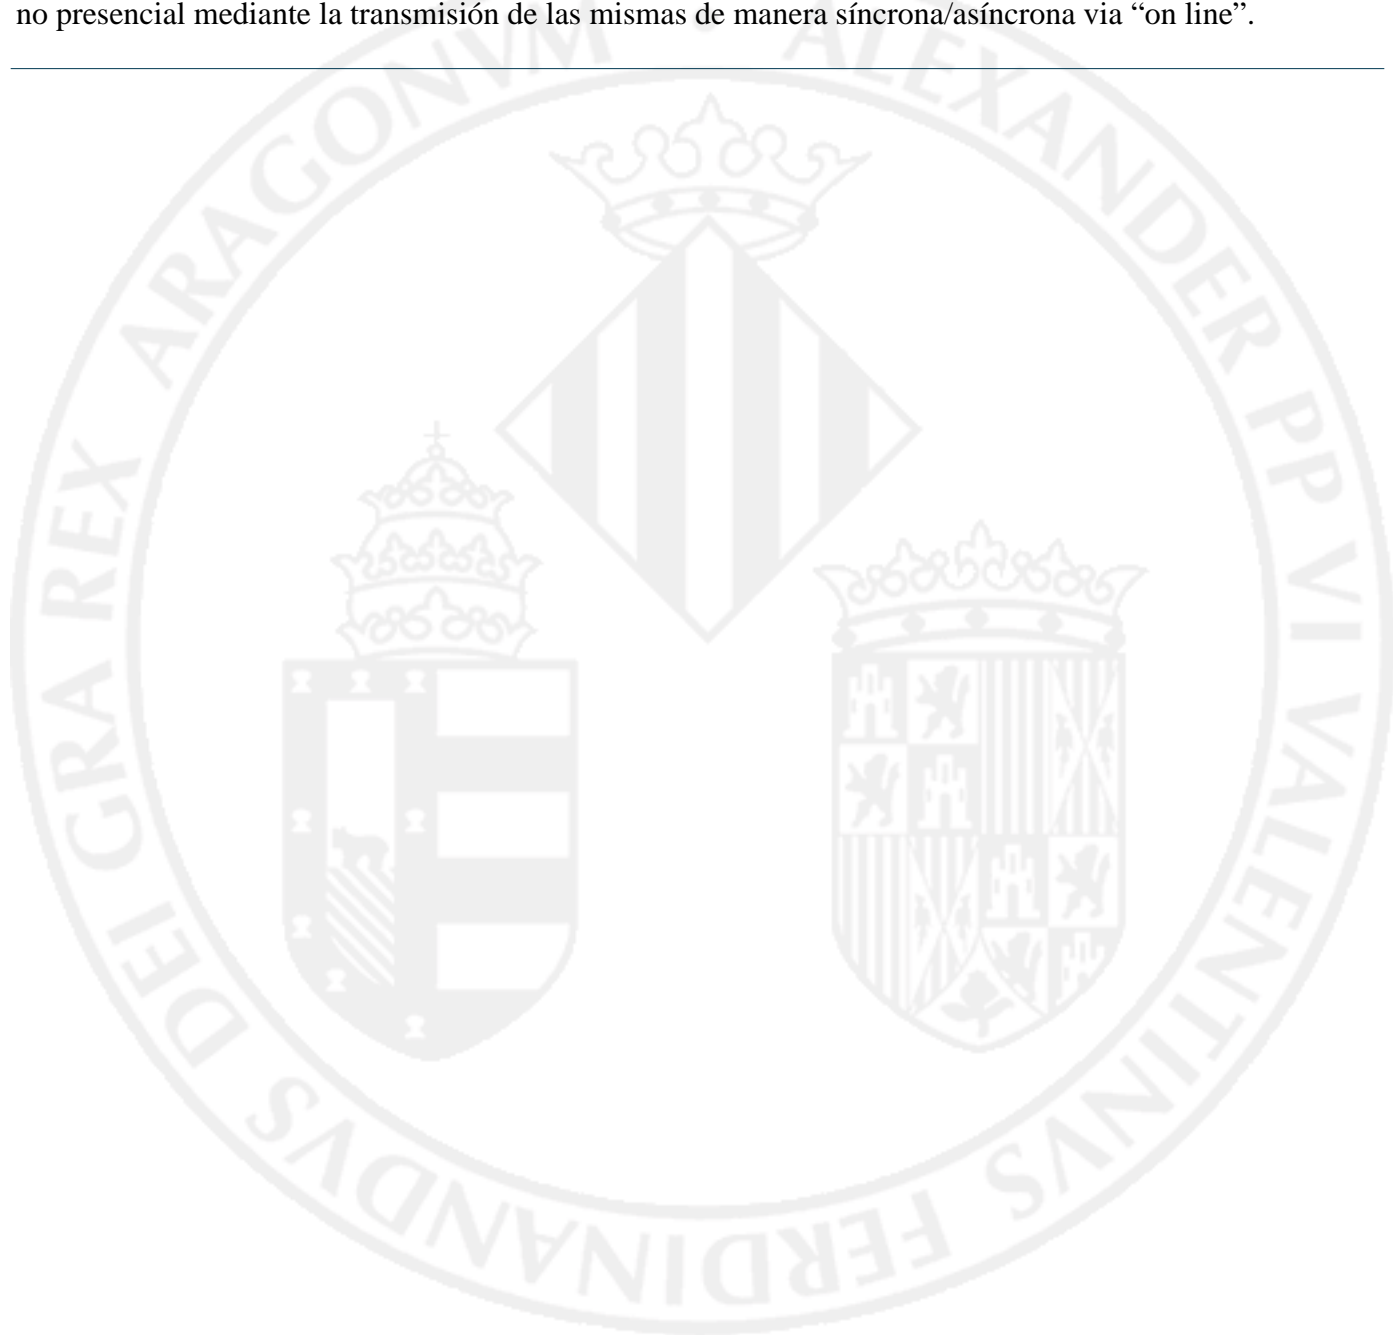 no presencial mediante la transmisión de las mismas de manera síncrona/asíncrona via “on line”.
ALEXANDER PP VI VALENTINVS FERDINANDVS DEI GRA REX ARAGONVM